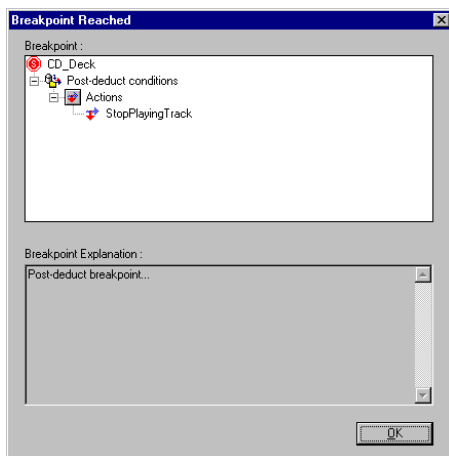 Breakpoint Reached
Breakpoint :
CD_Deck
Post-deduct conditions
Actions
StopPlayingTrack
Breakpoint Explanation :
Post-deduct breakpoint...
OK